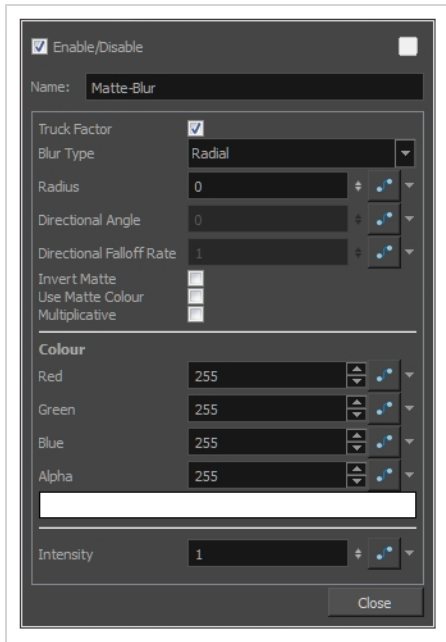 Enable/Disable
Name: Matte-Blur
Truck Factor
Blur Type Radial
Radius 0
Directional Angle 0
Directional Falloff Rate 1
Invert Matte
Use Matte Colour
Multiplicative
Colour
Red 255
Green 255
Blue 255
Alpha 255
Intensity 1
Close